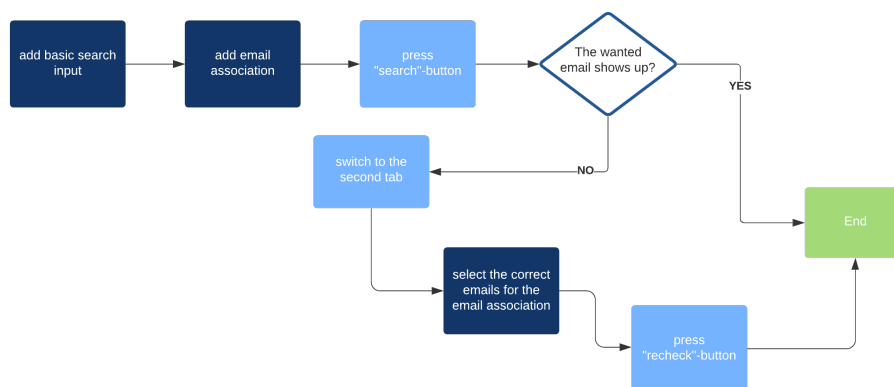 add basic search
input
add email
association
press
"search"-button
The wanted
email shows up?
YES
NO
switch to the
second tab
End
select the correct
emails for the
email association
press
"recheck"-button